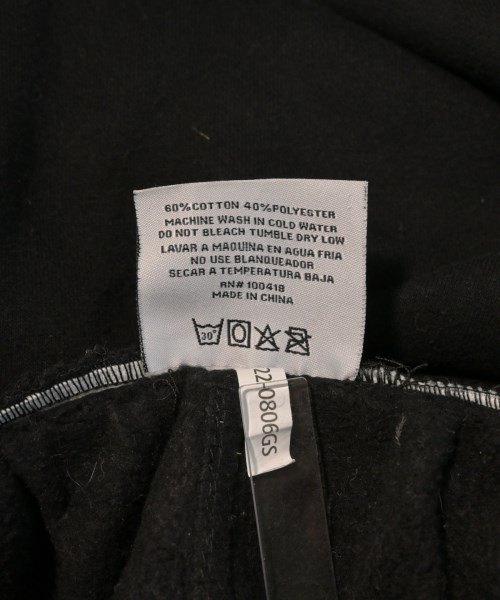 60%COTTON 40%POLYESTER
MACHINE WASH IN COLD WATER
DO NOT BLEACH TUMBLE DRY LOW
LAVAR A MAQUINA EN AGUA FRIA
NO USE BLANQUEADOR
SECAR A TEMPERATURA BAJA
RN# 100418
MADE IN CHINA
30°
22-0806GS